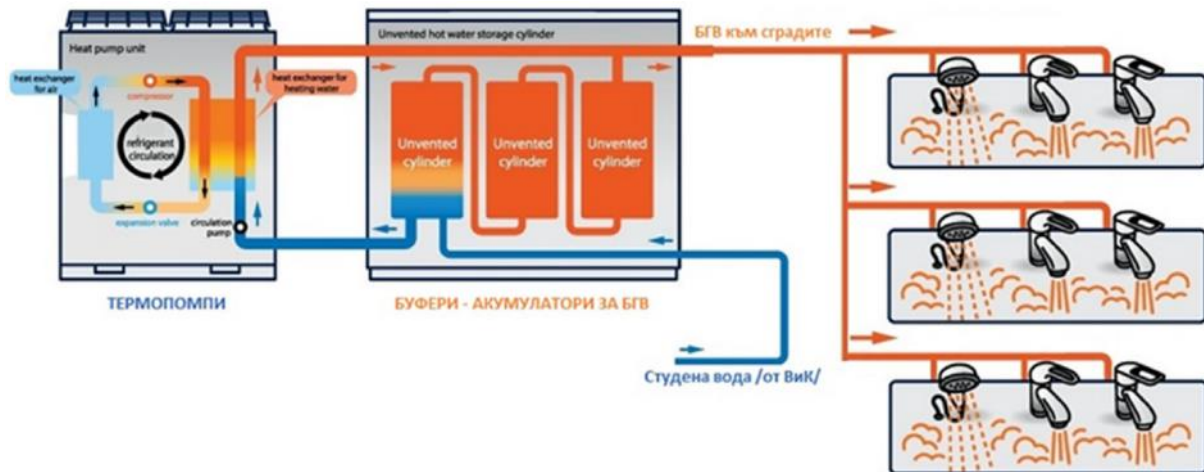 Heat pump unit
heat exchanger
for air
compressor
heat exchanger for
heating water
refrigerant
circulation
expansion valve
circulation
pump
ТЕРМОПОМПИ
Unvented hot water storage cylinder
Unvented
cylinder
Unvented
cylinder
Unvented
cylinder
БУФЕРИ - АКУМУЛАТОРИ ЗА БГВ
БГВ към сградите
Студена вода /от ВиК/